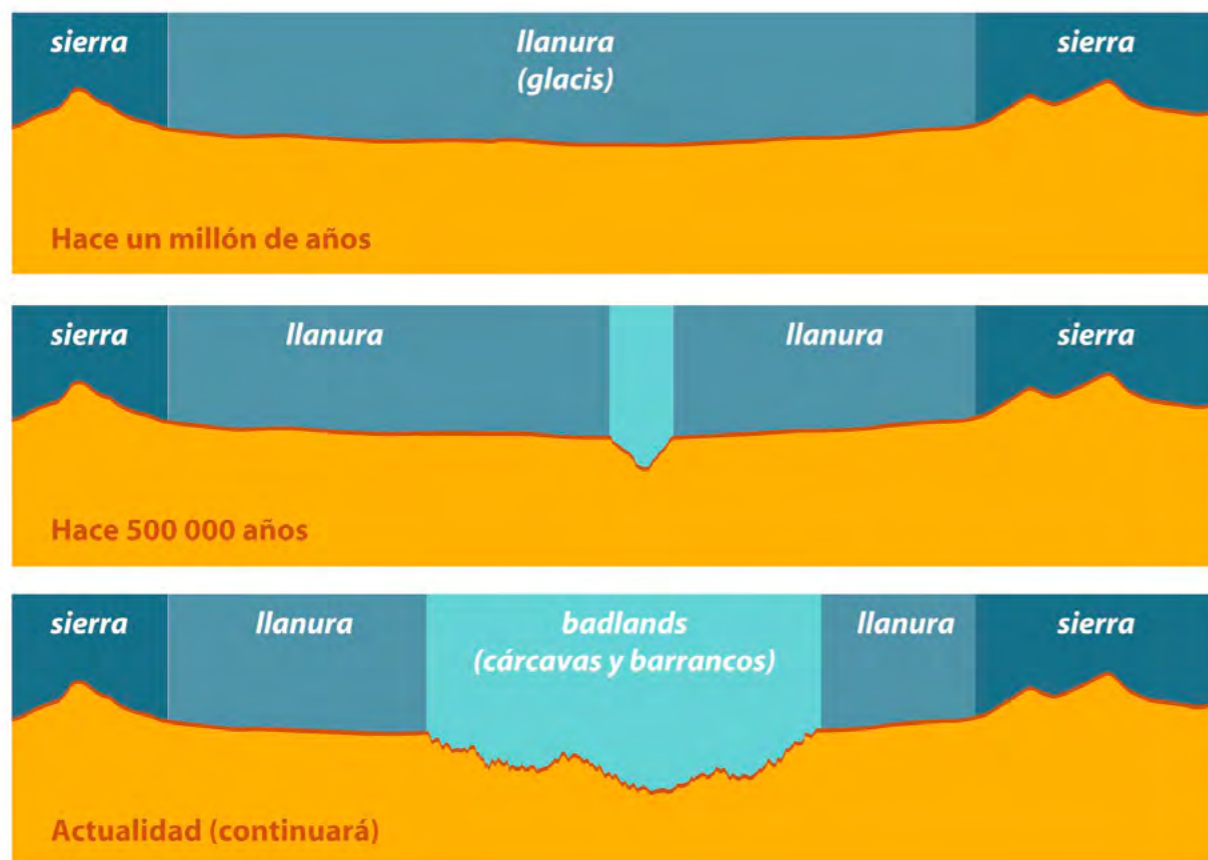 sierra
llanura
(glacis)
sierra
Hace un millón de años
sierra
llanura
llanura
sierra
Hace 500 000 años
sierra
llanura
badlands
(cárcavas y barrancos)
llanura
sierra
Actualidad (continuará)